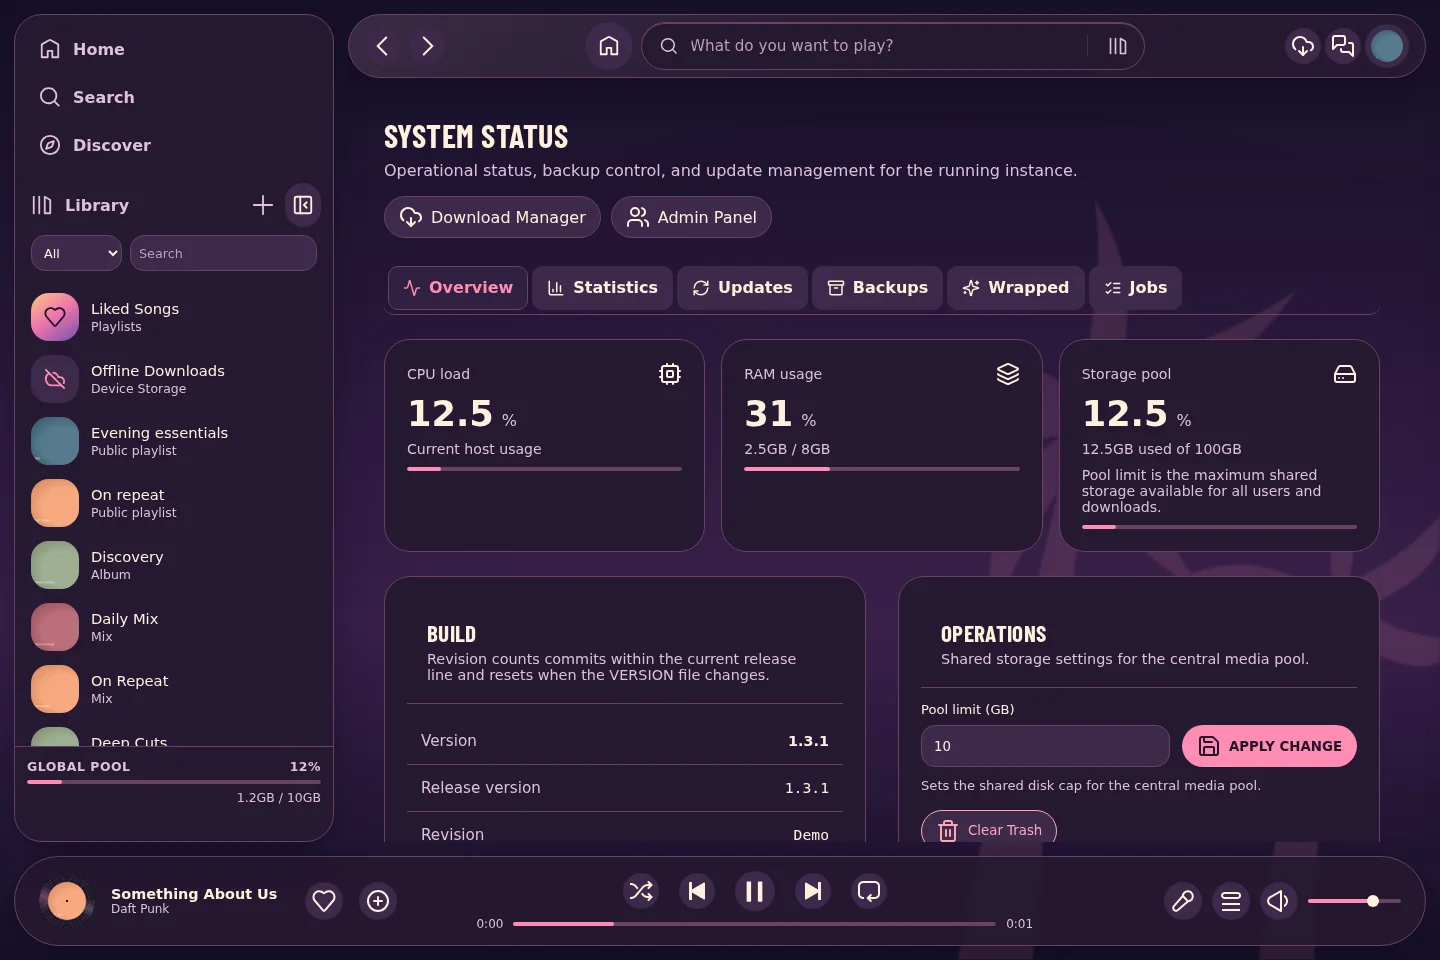 Home
Search
Discover
Library
All
Search
Liked Songs
Playlists
Offline Downloads
Device Storage
Evening essentials
Public playlist
On repeat
Public playlist
Discovery
Album
Daily Mix
Mix
On Repeat
Mix
Deep Cuts
GLOBAL POOL 12%
1.2GB / 10GB
What do you want to play?
SYSTEM STATUS
Operational status, backup control, and update management for the running instance.
Download Manager
Admin Panel
Overview
Statistics
Updates
Backups
Wrapped
Jobs
CPU load
12.5 %
Current host usage
RAM usage
31 %
2.5GB / 8GB
Storage pool
12.5 %
12.5GB used of 100GB
Pool limit is the maximum shared
storage available for all users and
downloads.
BUILD
Revision counts commits within the current release
line and resets when the VERSION file changes.
Version 1.3.1
Release version 1.3.1
Revision Demo
OPERATIONS
Shared storage settings for the central media pool.
Pool limit (GB)
10
APPLY CHANGE
Sets the shared disk cap for the central media pool.
Clear Trash
Something About Us
Daft Punk
0:00
0:01